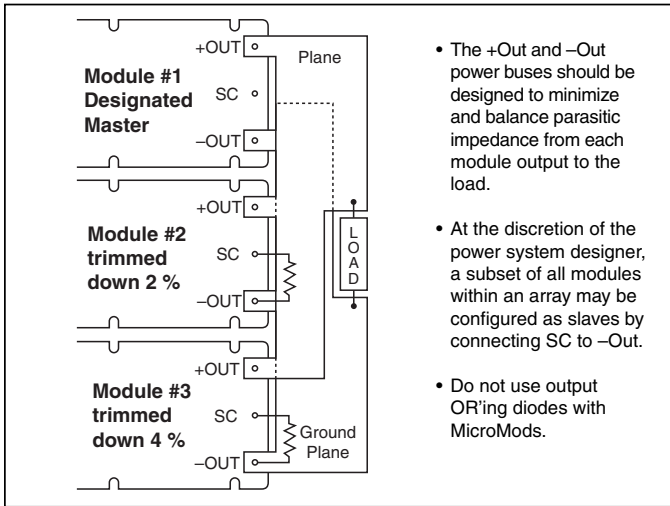 +OUT
Plane
Module #1
Designated
Master
SC
–OUT
+OUT
Module #2
trimmed
down 2 %
SC
–OUT
LOAD
+OUT
Module #3
trimmed
down 4 %
SC
–OUT
Ground
Plane
• The +Out and –Out
power buses should be
designed to minimize
and balance parasitic
impedance from each
module output to the
load.
• At the discretion of the
power system designer,
a subset of all modules
within an array may be
configured as slaves by
connecting SC to –Out.
• Do not use output
OR'ing diodes with
MicroMods.